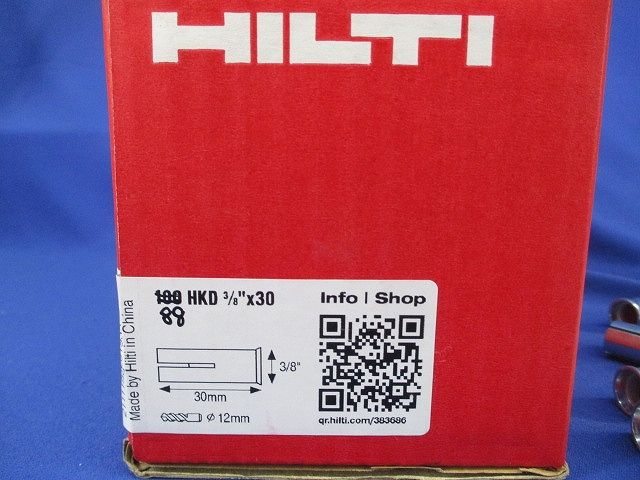 HILTI
100 HKD 3/8"x30
88
Info | Shop
3/8"
30mm
ϕ 12mm
qr.hilti.com/383686
Made by Hilti in China